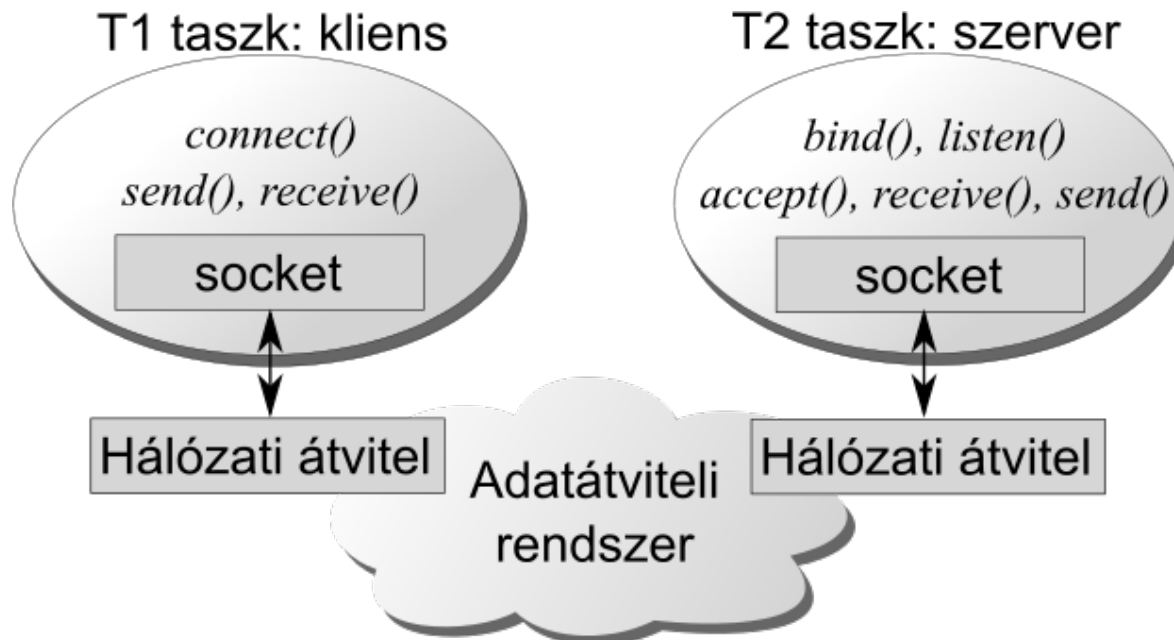 T1 taszk: kliens
connect()
send(), receive()
socket
Hálózati átvitel
T2 taszk: szerver
bind(), listen()
accept(), receive(), send()
socket
Hálózati átvitel
Adatátviteli
rendszer